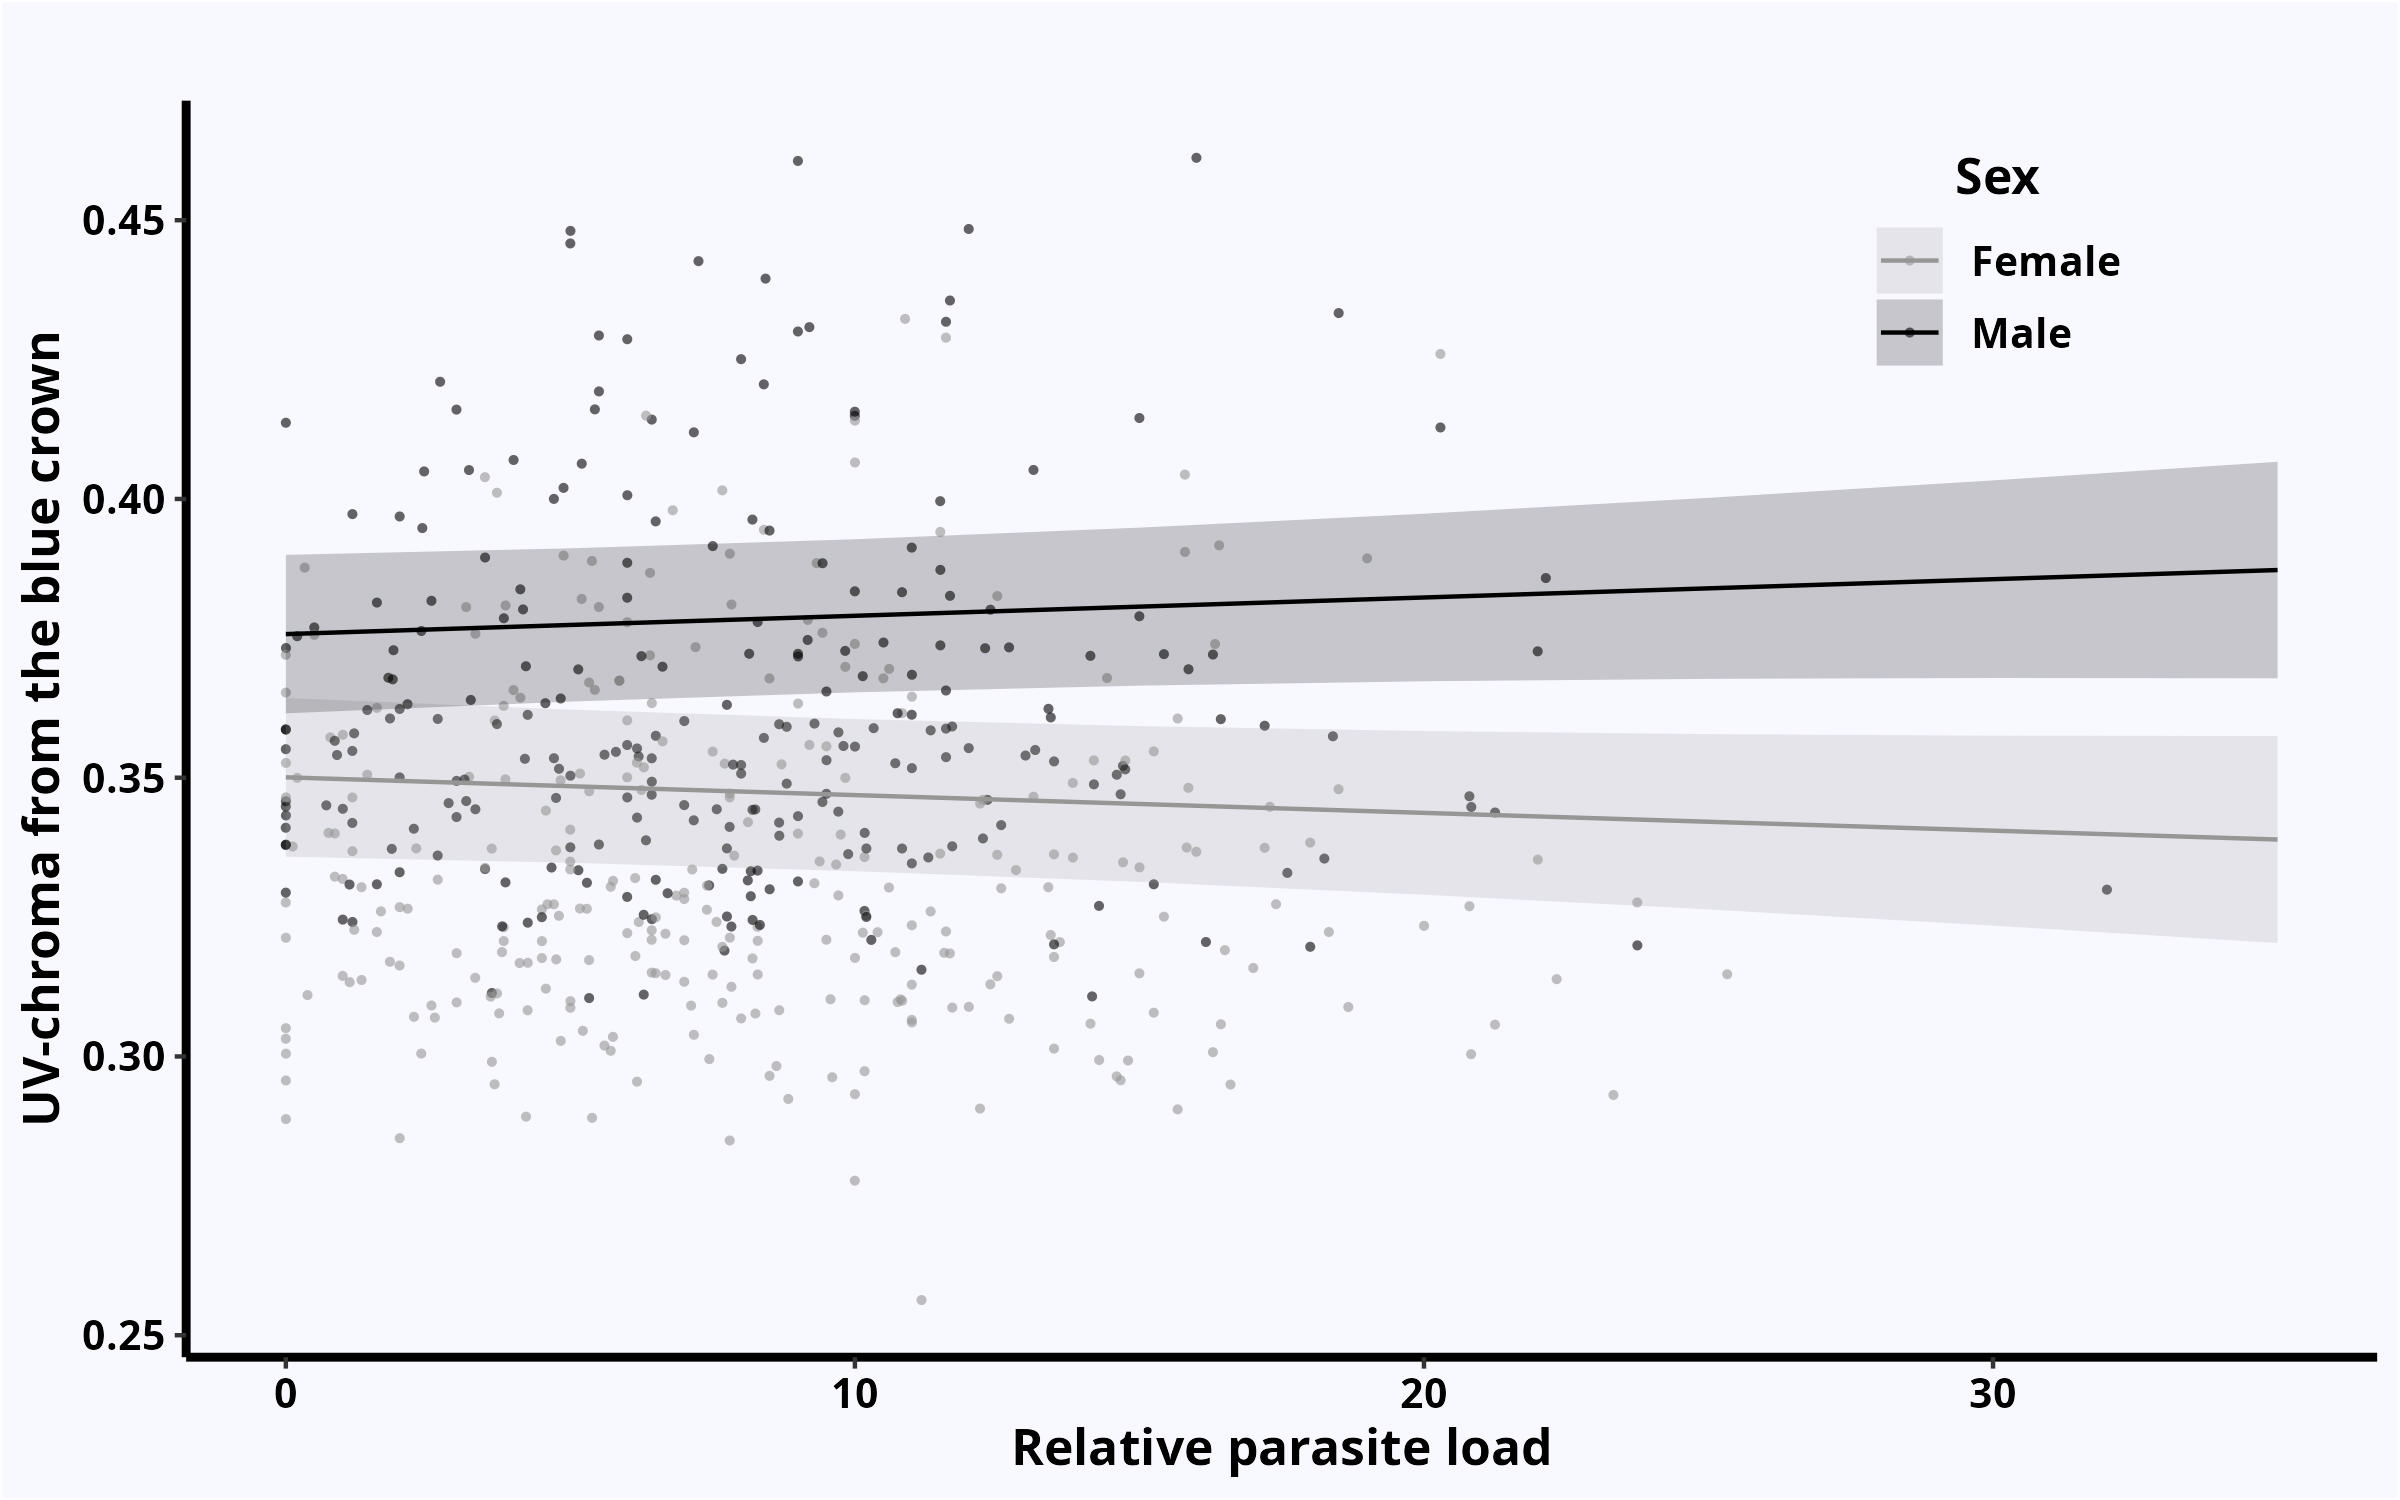 Sex
Female
Male
UV-chroma from the blue crown
0.45
0.40
0.35
0.30
0.25
0
10
20
30
Relative parasite load